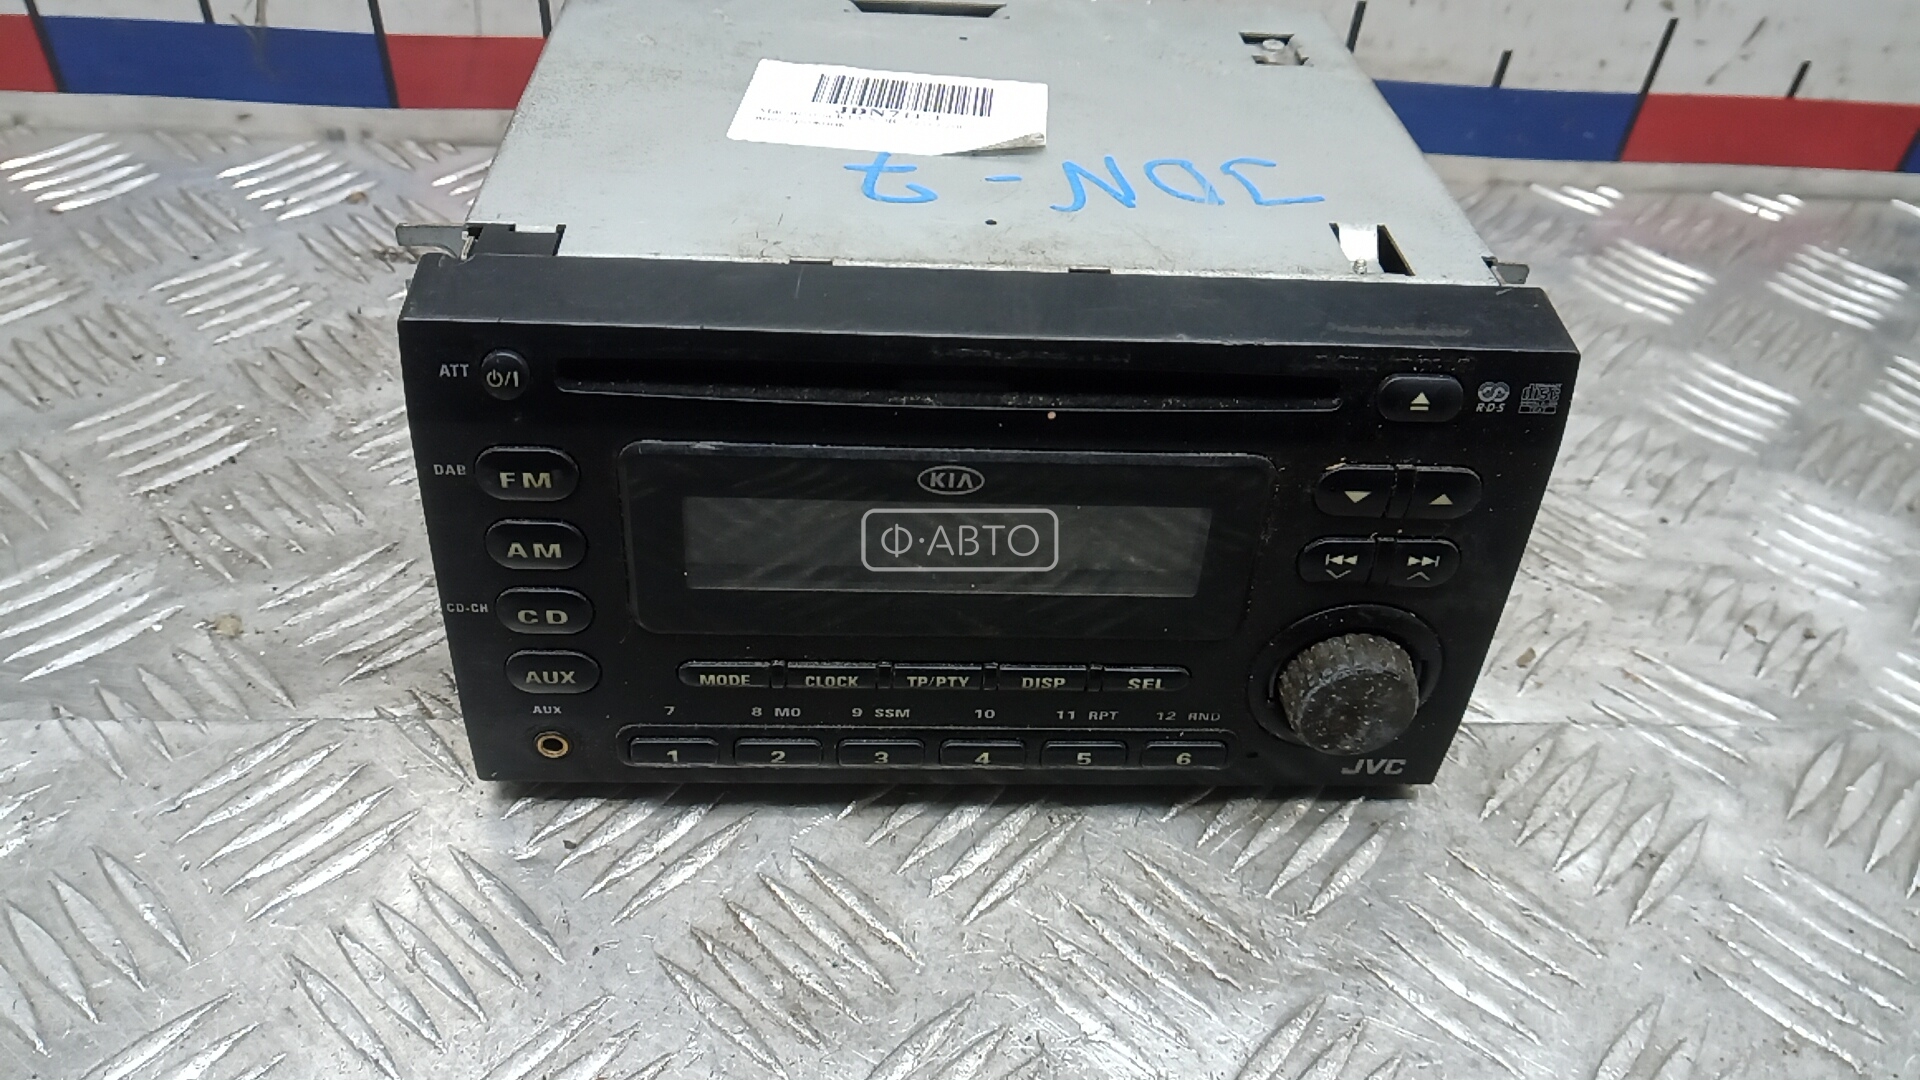 JDN-7
ATT
RDS
DAB
FM
KIA
Ф·АВТО
AM
CD-CH
CD
AUX
MODE CLOCK TP/PTY DISP SEL
AUX
7 8 MO 9 SSM 10 11 RPT 12 RND
1 2 3 4 5 6
JVC